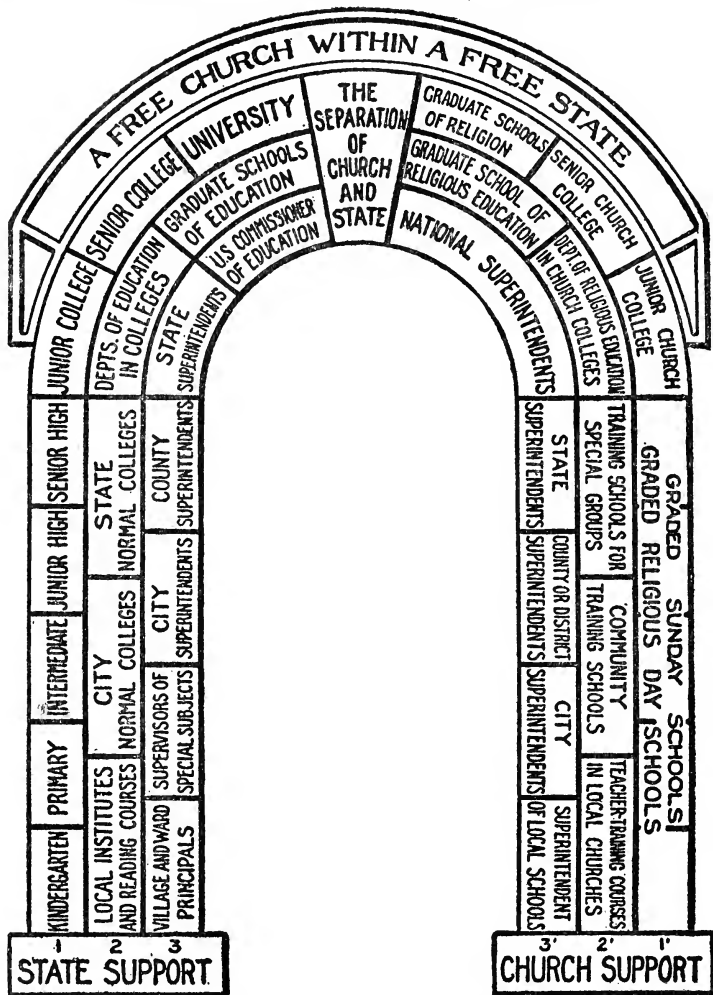 A FREE CHURCH WITHIN A FREE STATE
THE
SEPARATION
OF
CHURCH
AND
STATE
UNIVERSITY
SENIOR COLLEGE
JUNIOR COLLEGE
SENIOR HIGH
JUNIOR HIGH
INTERMEDIATE
PRIMARY
KINDERGARTEN
GRADUATE SCHOOLS
OF EDUCATION
DEPTS. OF EDUCATION
IN COLLEGES
STATE
NORMAL COLLEGES
CITY
NORMAL COLLEGES
LOCAL INSTITUTES
AND READING COURSES
U.S COMMISSIONER
OF EDUCATION
STATE
SUPERINTENDENTS
COUNTY
SUPERINTENDENTS
CITY
SUPERINTENDENTS
SUPERVISORS OF
SPECIAL SUBJECTS
VILLAGE AND WARD
PRINCIPALS
1 2 3
STATE SUPPORT
NATIONAL SUPERINTENDENTS
STATE
SUPERINTENDENTS
COUNTY OR DISTRICT
SUPERINTENDENTS
CITY
SUPERINTENDENTS
SUPERINTENDENT
OF LOCAL SCHOOLS
GRADUATE SCHOOL OF
RELIGIOUS EDUCATION
DEPT. OF RELIGIOUS EDUCATION
IN CHURCH COLLEGES
TRAINING SCHOOLS FOR
SPECIAL GROUPS
COMMUNITY
TRAINING SCHOOLS
TEACHER-TRAINING COURSES
IN LOCAL CHURCHES
GRADUATE SCHOOLS
OF RELIGION
SENIOR CHURCH
COLLEGE
JUNIOR CHURCH
COLLEGE
GRADED SUNDAY SCHOOLS
GRADED RELIGIOUS DAY SCHOOLS
3' 2' 1'
CHURCH SUPPORT